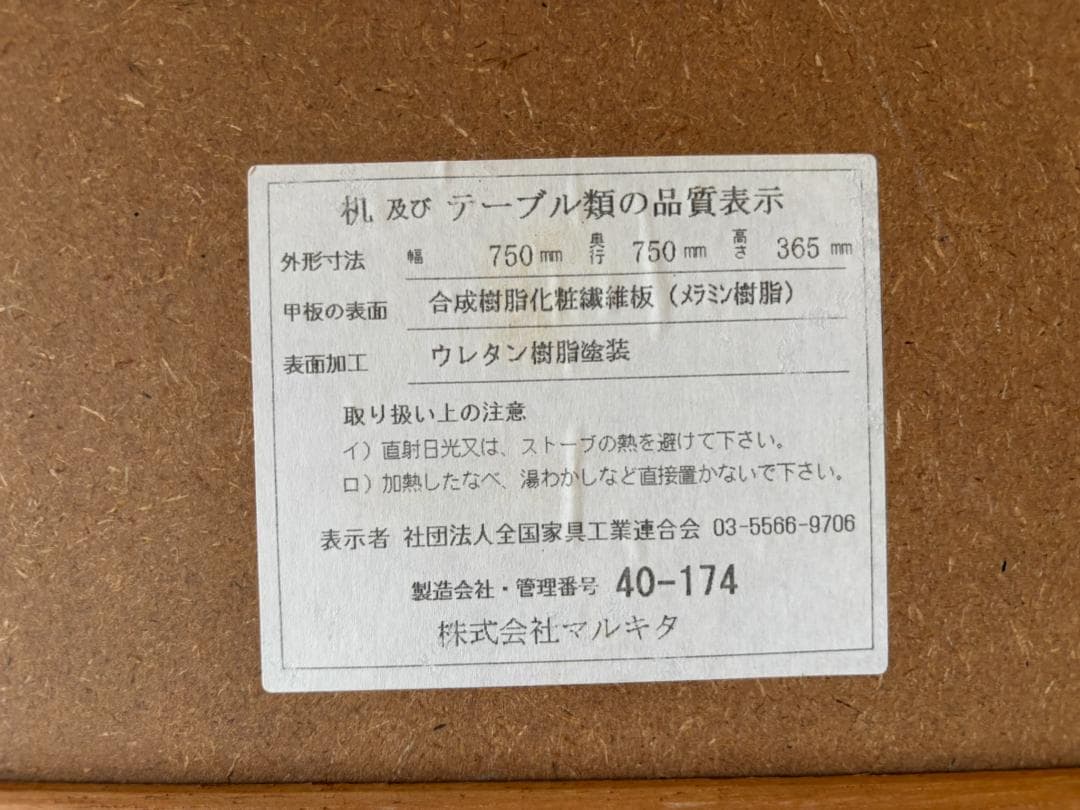 机 及び テーブル類の品質表示
外形寸法 幅 750mm 奥行 750mm 高さ 365mm
甲板の表面 合成樹脂化粧繊維板（メラミン樹脂）
表面加工 ウレタン樹脂塗装
取り扱い上の注意
イ）直射日光又は、ストーブの熱を避けて下さい。
ロ）加熱したなべ、湯わかしなど直接置かないで下さい。
表示者 社団法人全国家具工業連合会 03-5566-9706
製造会社・管理番号 40-174
株式会社マルキタ